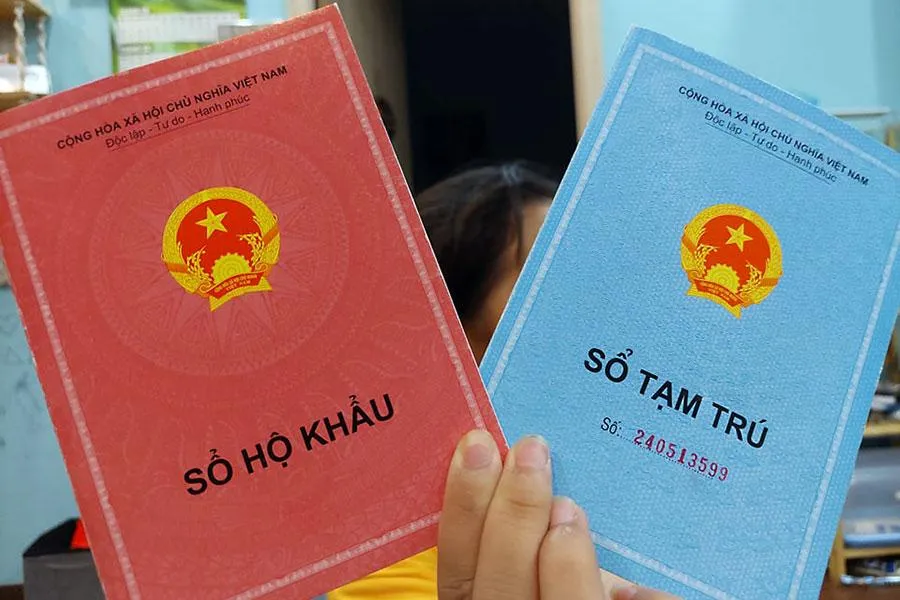 CỘNG HÒA XÃ HỘI CHỦ NGHĨA VIỆT NAM
Độc lập - Tự do - Hạnh phúc
SỔ HỘ KHẨU
CỘNG HÒA XÃ HỘI CHỦ NGHĨA VIỆT NAM
Độc lập - Tự do - Hạnh phúc
SỔ TẠM TRÚ
Số: 240513599